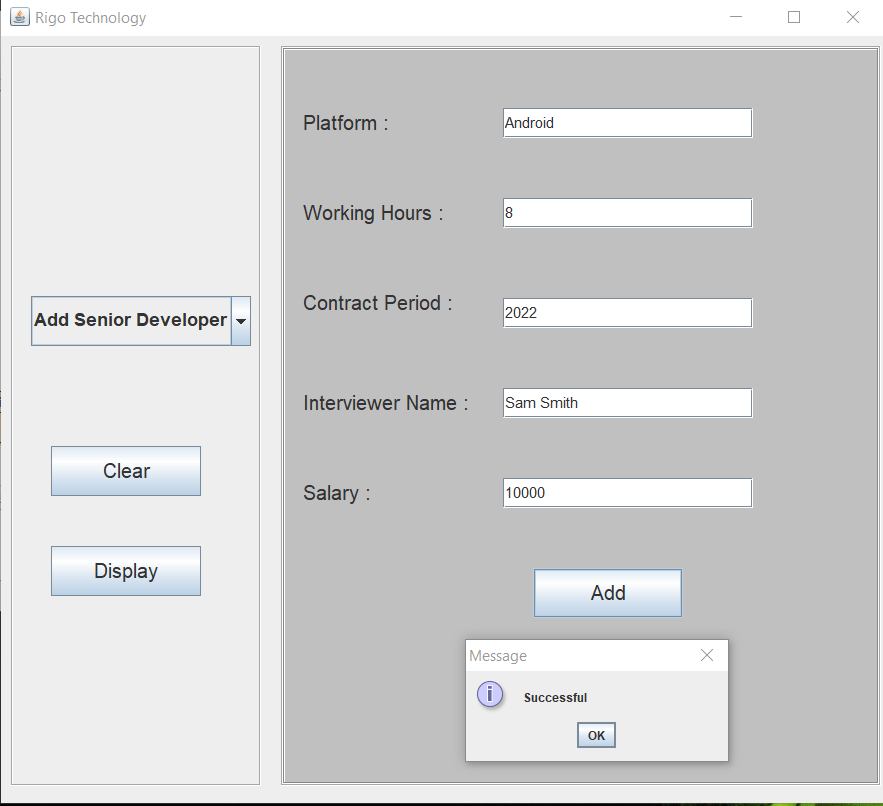 Rigo Technology
Platform :
Android
Working Hours :
8
Contract Period :
2022
Add Senior Developer
Interviewer Name :
Sam Smith
Clear
Salary :
10000
Display
Add
Message
i
Successful
OK